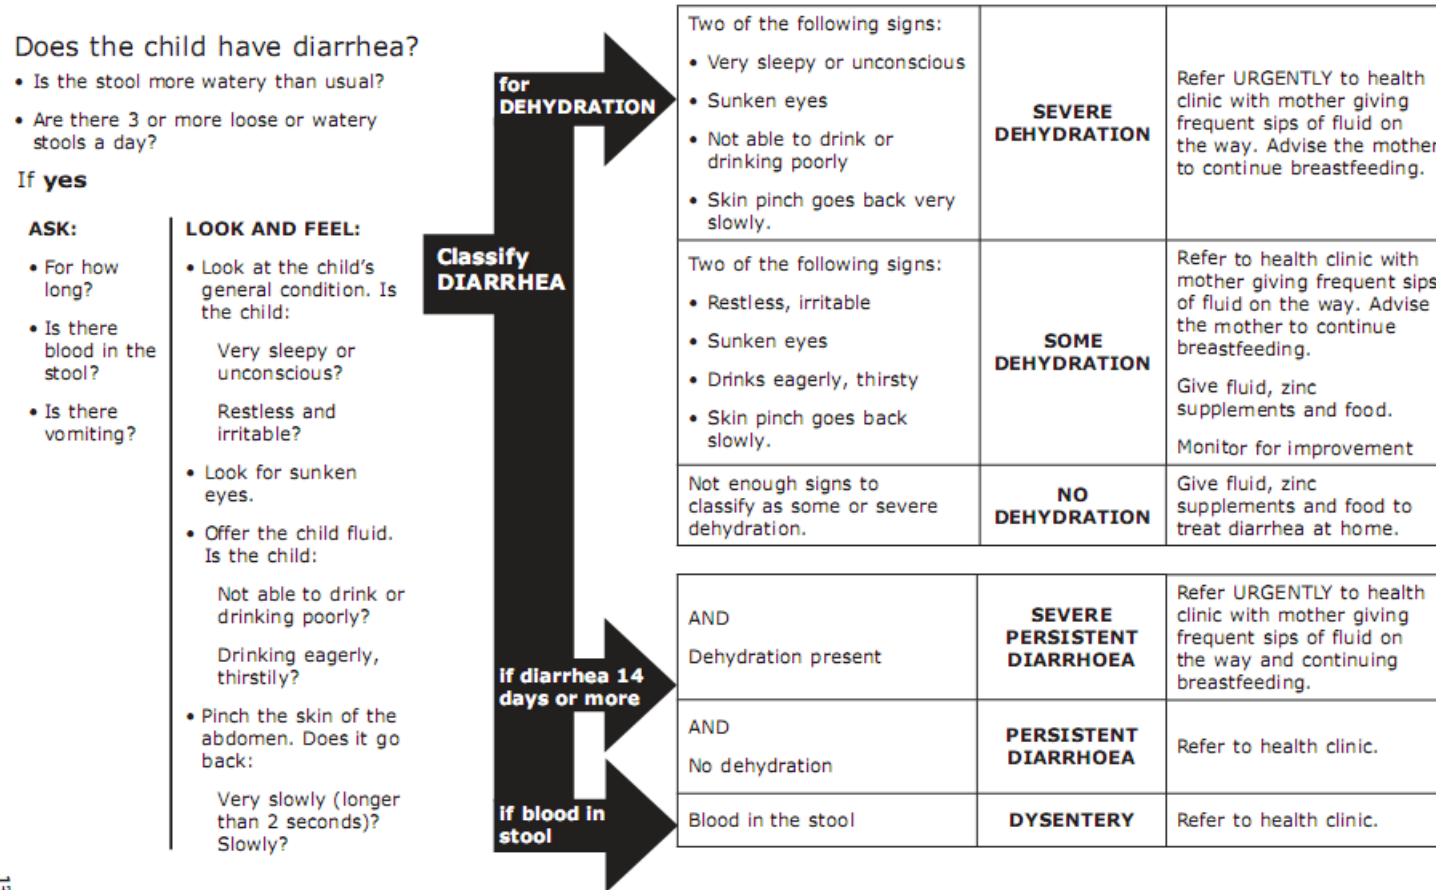 Does the child have diarrhea?
• Is the stool more watery than usual?
• Are there 3 or more loose or watery
stools a day?
If yes
ASK:
• For how
long?
• Is there
blood in the
stool?
• Is there
vomiting?
LOOK AND FEEL:
• Look at the child's
general condition. Is
the child:
Very sleepy or
unconscious?
Restless and
irritable?
• Look for sunken
eyes.
• Offer the child fluid.
Is the child:
Not able to drink or
drinking poorly?
Drinking eagerly,
thirstily?
• Pinch the skin of the
abdomen. Does it go
back:
Very slowly (longer
than 2 seconds)?
Slowly?
Classify
DIARRHEA
for
DEHYDRATION
Two of the following signs:
• Very sleepy or unconscious
• Sunken eyes
• Not able to drink or
drinking poorly
• Skin pinch goes back very
slowly.
SEVERE
DEHYDRATION
Refer URGENTLY to health
clinic with mother giving
frequent sips of fluid on
the way. Advise the mother
to continue breastfeeding.
Two of the following signs:
• Restless, irritable
• Sunken eyes
• Drinks eagerly, thirsty
• Skin pinch goes back
slowly.
SOME
DEHYDRATION
Refer to health clinic with
mother giving frequent sips
of fluid on the way. Advise
the mother to continue
breastfeeding.
Give fluid, zinc
supplements and food.
Monitor for improvement
Not enough signs to
classify as some or severe
dehydration.
NO
DEHYDRATION
Give fluid, zinc
supplements and food to
treat diarrhea at home.
if diarrhea 14
days or more
AND
Dehydration present
SEVERE
PERSISTENT
DIARRHOEA
Refer URGENTLY to health
clinic with mother giving
frequent sips of fluid on
the way and continuing
breastfeeding.
AND
No dehydration
PERSISTENT
DIARRHOEA
Refer to health clinic.
if blood in
stool
Blood in the stool
DYSENTERY
Refer to health clinic.